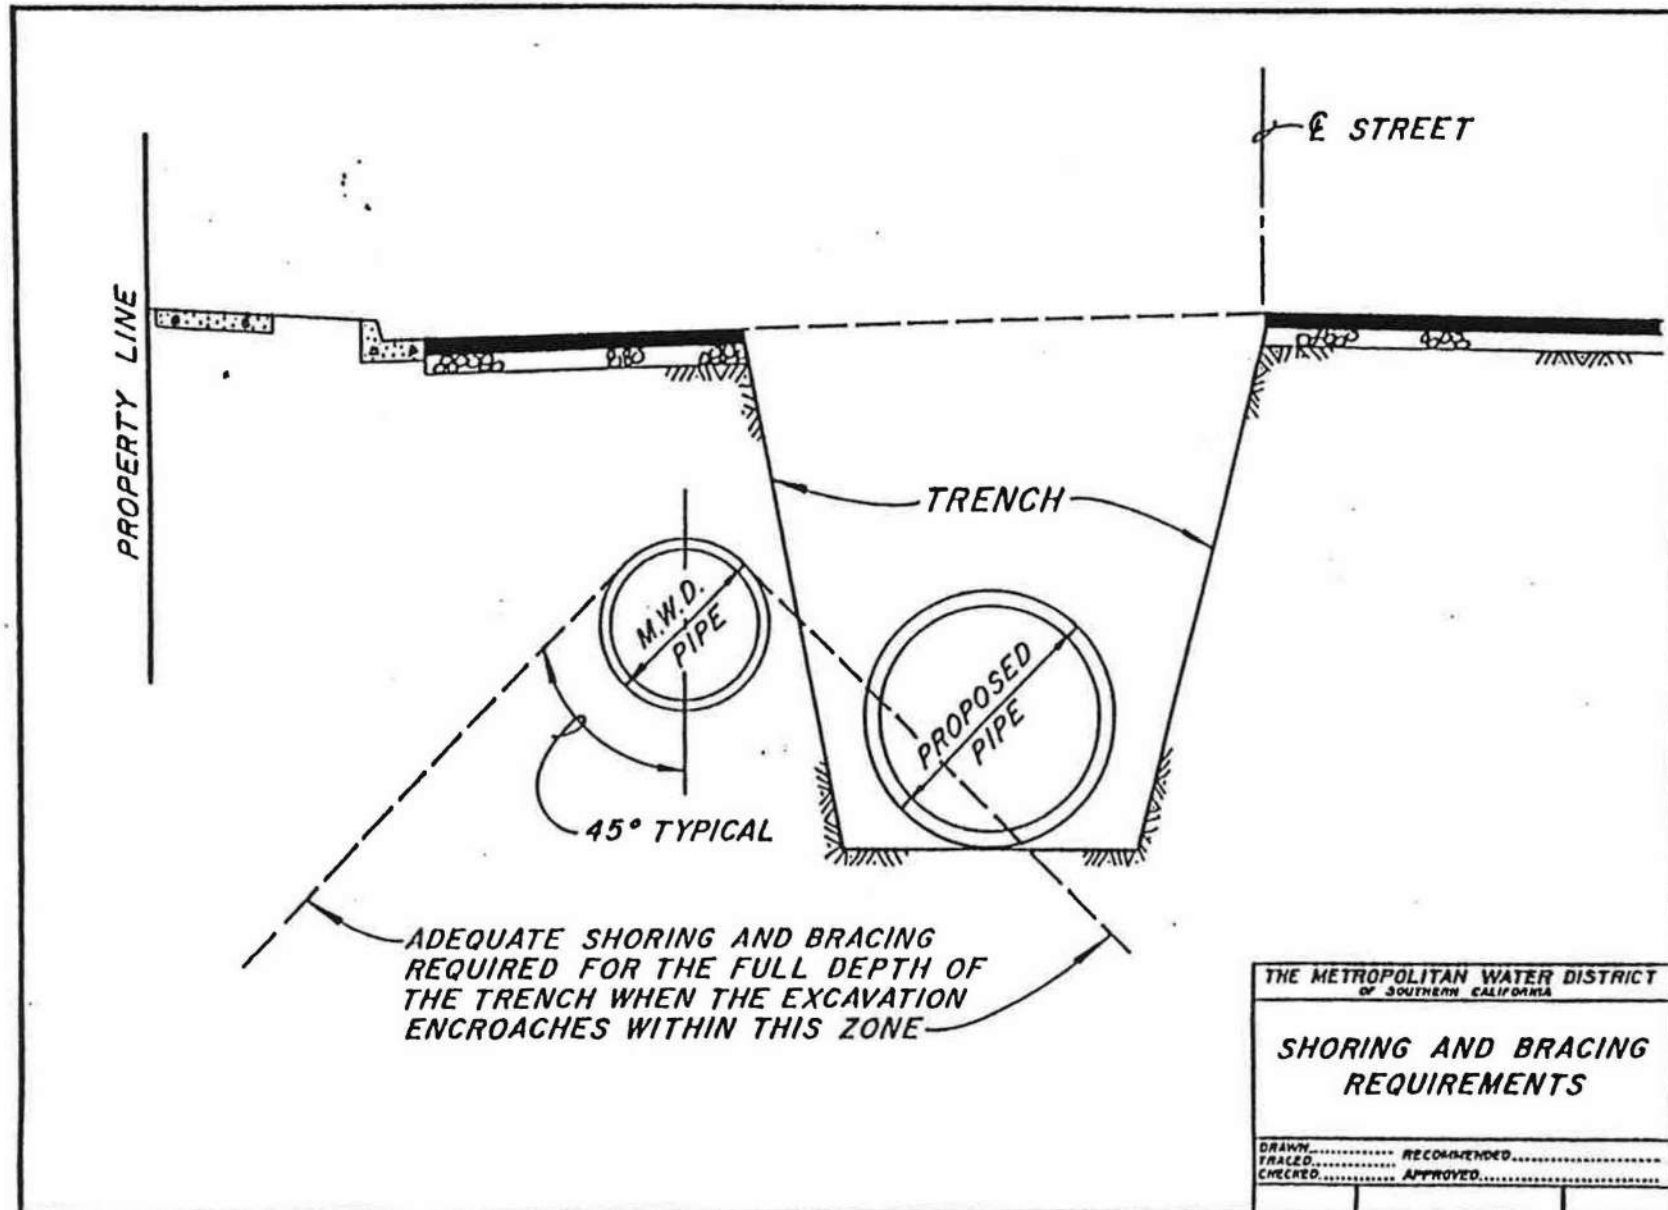 ℄ STREET
PROPERTY LINE
TRENCH
M.W.D.
PIPE
PROPOSED
PIPE
45° TYPICAL
ADEQUATE SHORING AND BRACING
REQUIRED FOR THE FULL DEPTH OF
THE TRENCH WHEN THE EXCAVATION
ENCROACHES WITHIN THIS ZONE
THE METROPOLITAN WATER DISTRICT
OF SOUTHERN CALIFORNIA
SHORING AND BRACING
REQUIREMENTS
DRAWN............. RECOMMENDED......................
TRACED.............
CHECKED........... APPROVED...........................